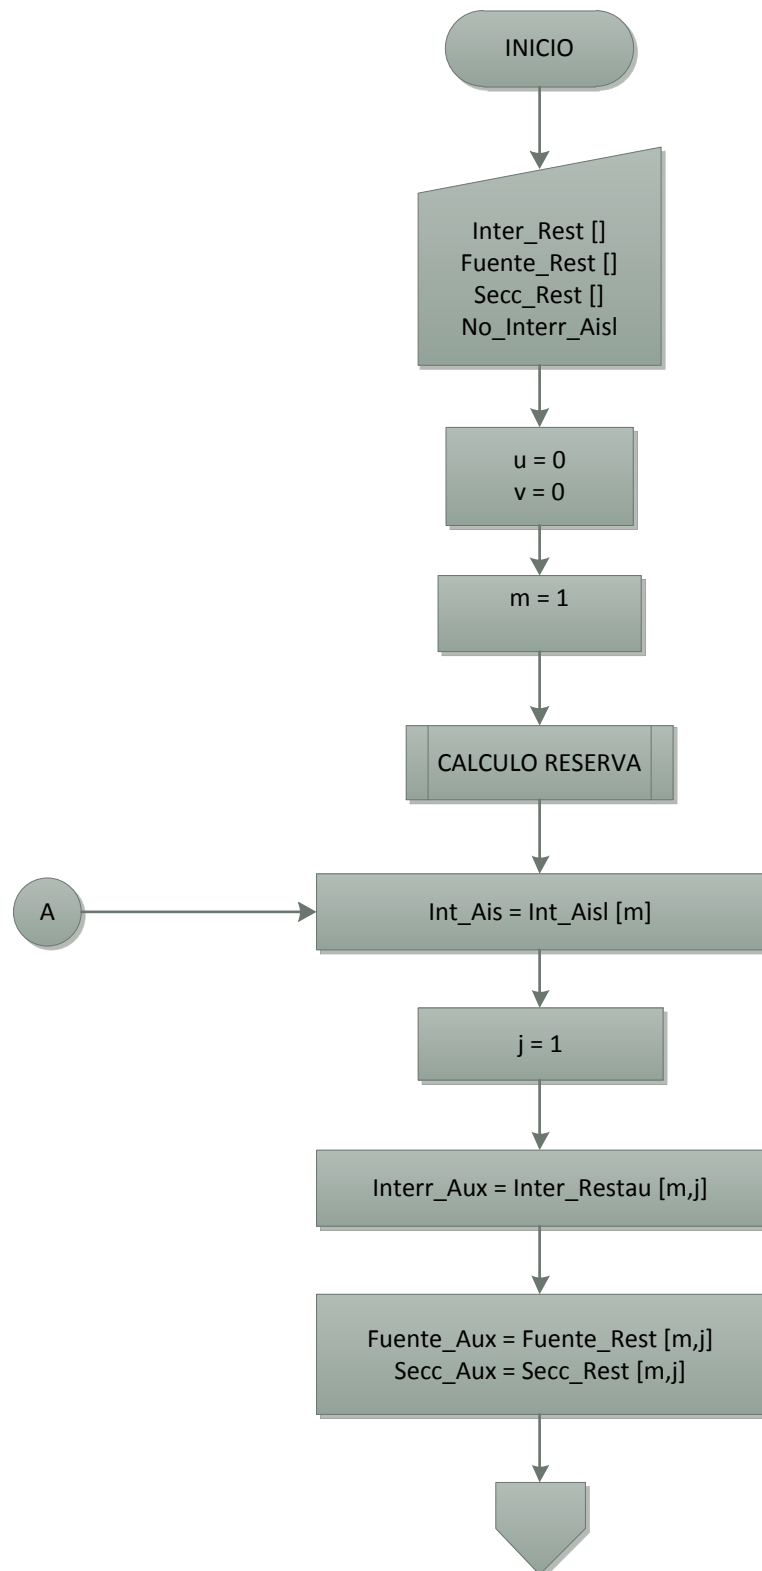 INICIO
Inter_Rest []
Fuente_Rest []
Secc_Rest []
No_Interr_Aisl
u = 0
v = 0
m = 1
CALCULO RESERVA
A
Int_Ais = Int_Aisl [m]
j = 1
Interr_Aux = Inter_Restau [m,j]
Fuente_Aux = Fuente_Rest [m,j]
Secc_Aux = Secc_Rest [m,j]